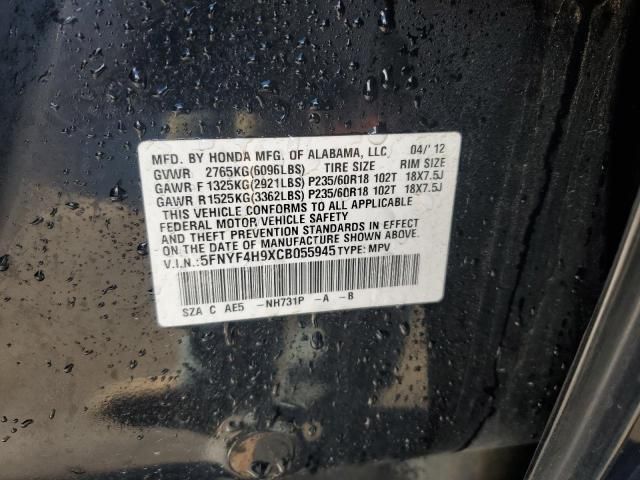 MFD. BY HONDA MFG. OF ALABAMA, LLC 04/'12
GVWR 2765KG(6096LBS) TIRE SIZE RIM SIZE
GAWR F 1325KG(2921LBS) P235/60R18 102T 18X7.5J
GAWR R1525KG(3362LBS) P235/60R18 102T 18X7.5J
THIS VEHICLE CONFORMS TO ALL APPLICABLE
FEDERAL MOTOR VEHICLE SAFETY
AND THEFT PREVENTION STANDARDS IN EFFECT
ON THE DATE OF MANUFACTURE SHOWN ABOVE.
V.I.N.:5FNYF4H9XCB055945 TYPE: MPV
SZA C AE5 -NH731P -A -B